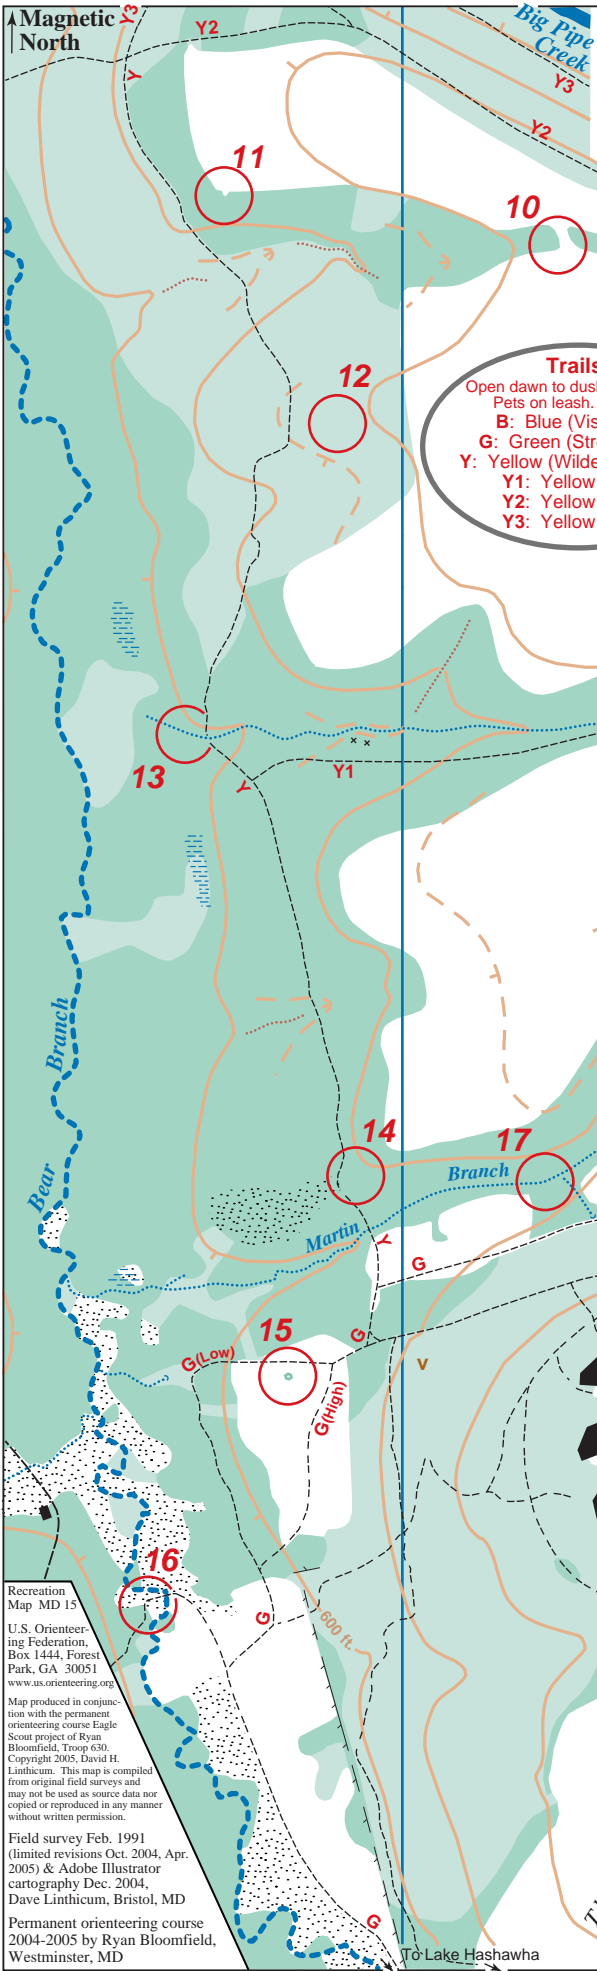 Magnetic
North
Y3
Y2
Y
Big Pipe
Creek
Y3
Y2
11
10
12
Trails
Open dawn to dus
Pets on leash.
B: Blue (Vis
G: Green (Str
Y: Yellow (Wilde
Y1: Yellow
Y2: Yellow
Y3: Yellow
13
Y
Y1
Branch
Bear
14
17
Branch
Martin
Y
G
15
G
G(Low)
G(High)
V
16
G
600 ft.
Recreation
Map MD 15
U.S. Orienteer-
ing Federation,
Box 1444, Forest
Park, GA 30051
www.us.orienteering.org
Map produced in conjunc-
tion with the permanent
orienteering course Eagle
Scout project of Ryan
Bloomfield, Troop 630.
Copyright 2005, David H.
Linthicum. This map is compiled
from original field surveys and
may not be used as source data nor
copied or reproduced in any manner
without written permission.
Field survey Feb. 1991
(limited revisions Oct. 2004, Apr.
2005) & Adobe Illustrator
cartography Dec. 2004,
Dave Linthicum, Bristol, MD
Permanent orienteering course
2004-2005 by Ryan Bloomfield,
Westminster, MD
G
To Lake Hashawha